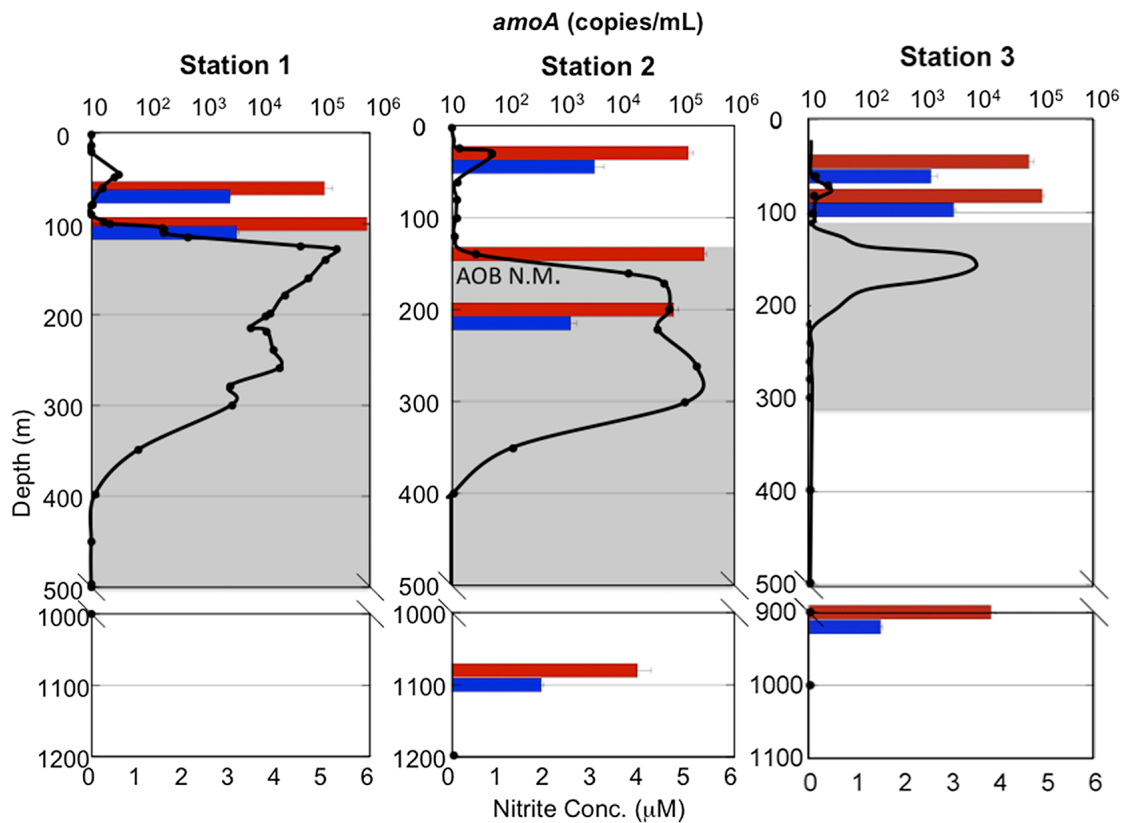 amoA (copies/mL)
Station 1
Station 2
Station 3
10 10² 10³ 10⁴ 10⁵ 10⁶
10 10² 10³ 10⁴ 10⁵ 10⁶
10 10² 10³ 10⁴ 10⁵ 10⁶
Depth (m)
0
100
200
300
400
500
1000
1100
1200
0 1 2 3 4 5 6
0
100
AOB N.M.
200
300
400
500
1000
1100
1200
0 1 2 3 4 5 6
0
100
200
300
400
500
900
1000
1100
0 1 2 3 4 5 6
Nitrite Conc. (µM)